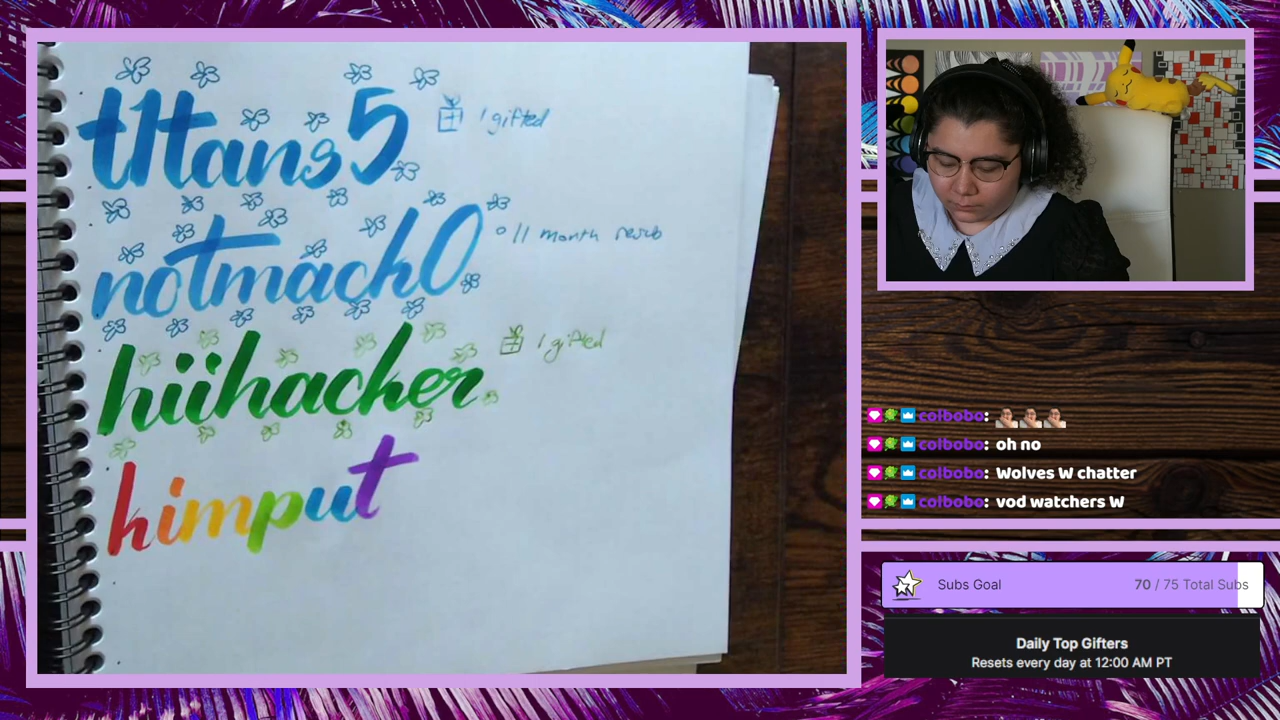 t1tans5
1 gifted
notmach0
11 month resub
hiihacker
1 gifted
himput
colbobo:
colbobo: oh no
colbobo: Wolves W chatter
colbobo: vod watchers W
Subs Goal 70 / 75 Total Subs
Daily Top Gifters
Resets every day at 12:00 AM PT